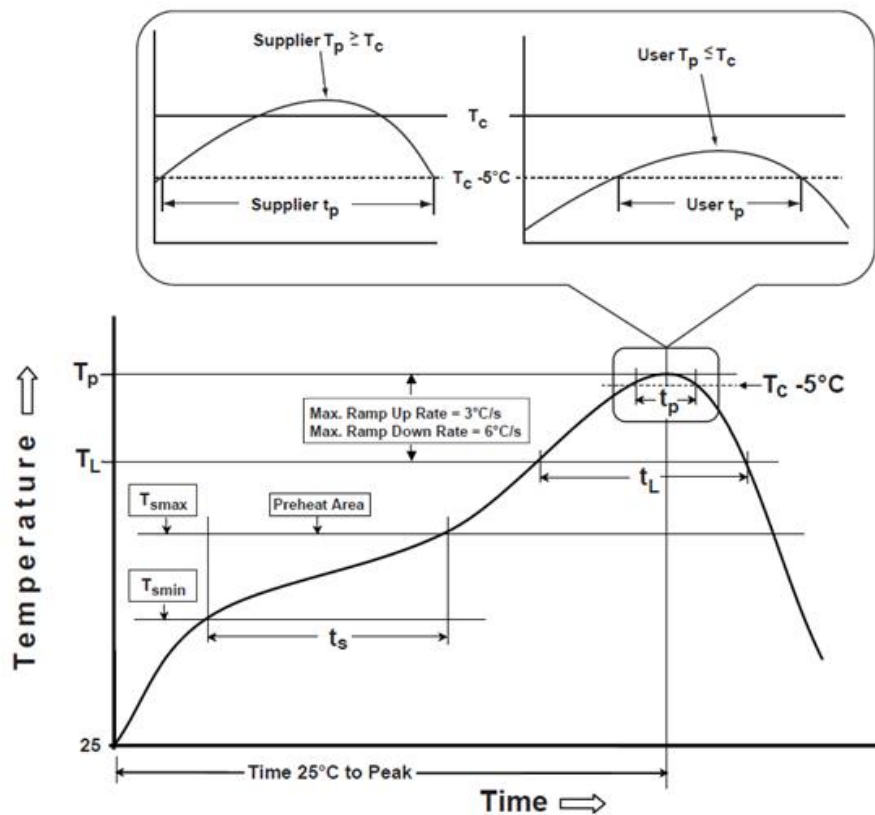 Supplier Tp ≥ Tc
User Tp ≤ Tc
Tc
Tc -5°C
Supplier tp
User tp
Tp
Tc -5°C
tp
Max. Ramp Up Rate = 3°C/s
Max. Ramp Down Rate = 6°C/s
TL
tL
Tsmax
Preheat Area
Tsmin
ts
Temperature
25
Time 25°C to Peak
Time